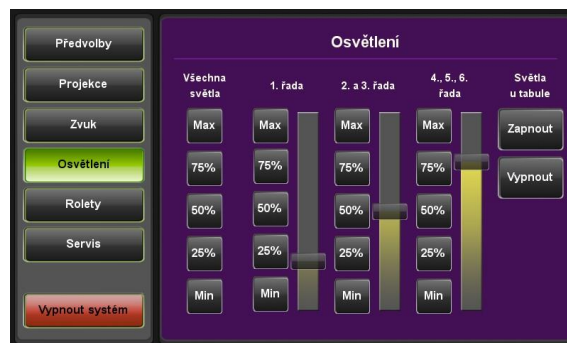 Předvolby
Projekce
Zvuk
Osvětlení
Rolety
Servis
Vypnout systém
Osvětlení
Všechna
světla
1. řada
2. a 3. řada
4., 5., 6.
řada
Světla
u tabule
Max
Max
Max
Max
Zapnout
75%
75%
75%
75%
Vypnout
50%
50%
50%
50%
25%
25%
25%
25%
Min
Min
Min
Min